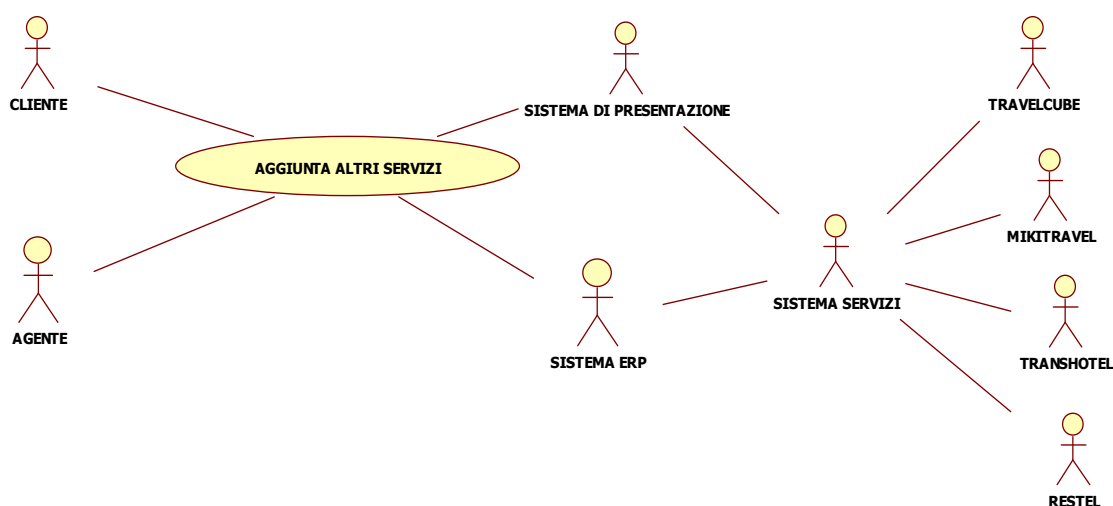 CLIENTE
SISTEMA DI PRESENTAZIONE
TRAVELCUBE
AGGIUNTA ALTRI SERVIZI
MIKITRAVEL
AGENTE
SISTEMA ERP
SISTEMA SERVIZI
TRANSHOTEL
RESTEL